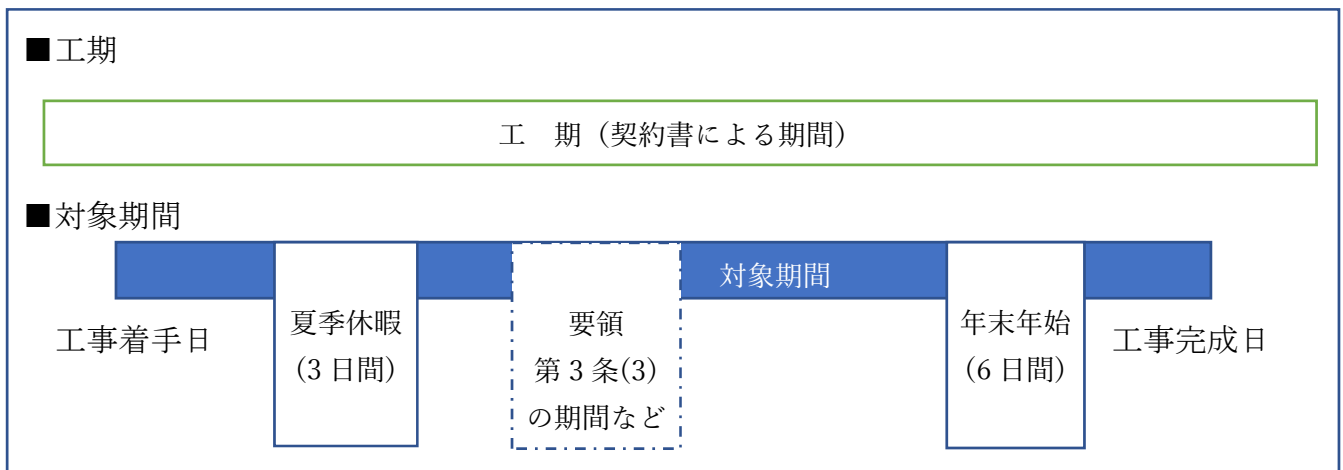 ■工期
工　期（契約書による期間）
■対象期間
対象期間
工事着手日
夏季休暇
（3 日間）
要領
第 3 条(3)
の期間など
年末年始
（6 日間）
工事完成日